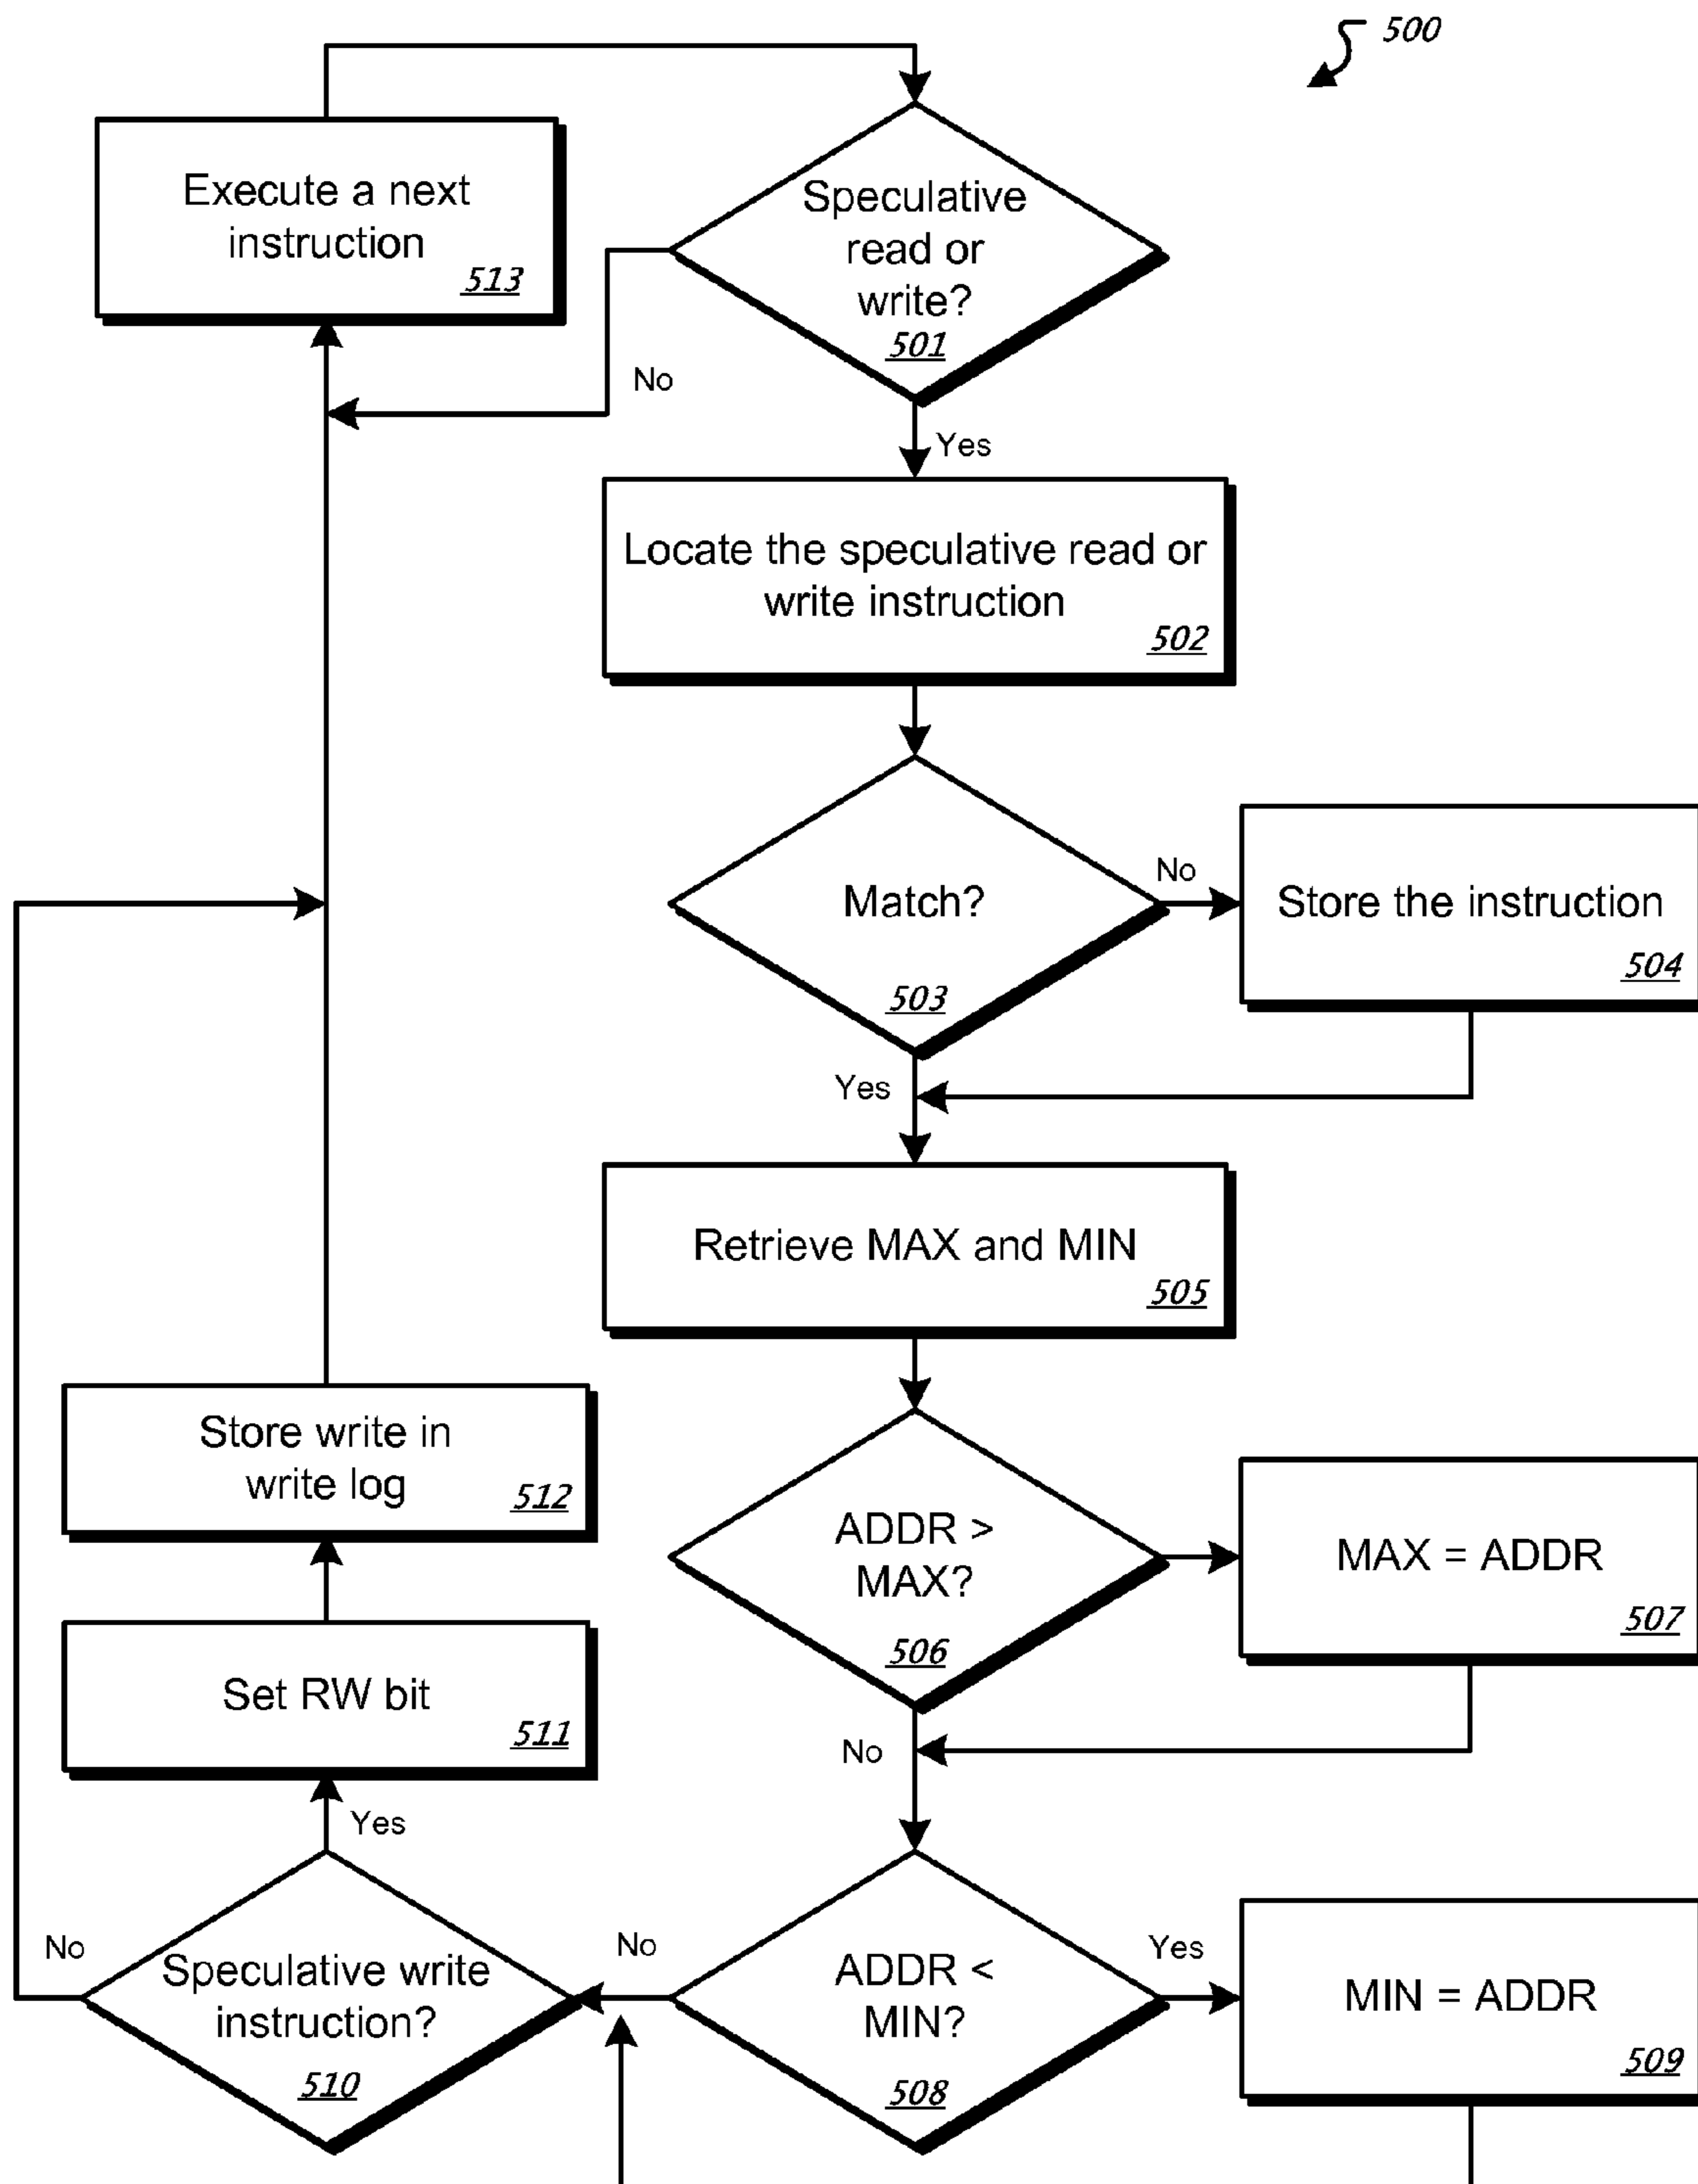 500
Execute a next
instruction
513
Speculative
read or
write?
501
No
Yes
Locate the speculative read or
write instruction
502
Match?
503
No
Store the instruction
504
Yes
Retrieve MAX and MIN
505
ADDR >
MAX?
506
MAX = ADDR
507
No
ADDR <
MIN?
508
Yes
MIN = ADDR
509
No
Speculative write
instruction?
510
No
Yes
Set RW bit
511
Store write in
write log
512